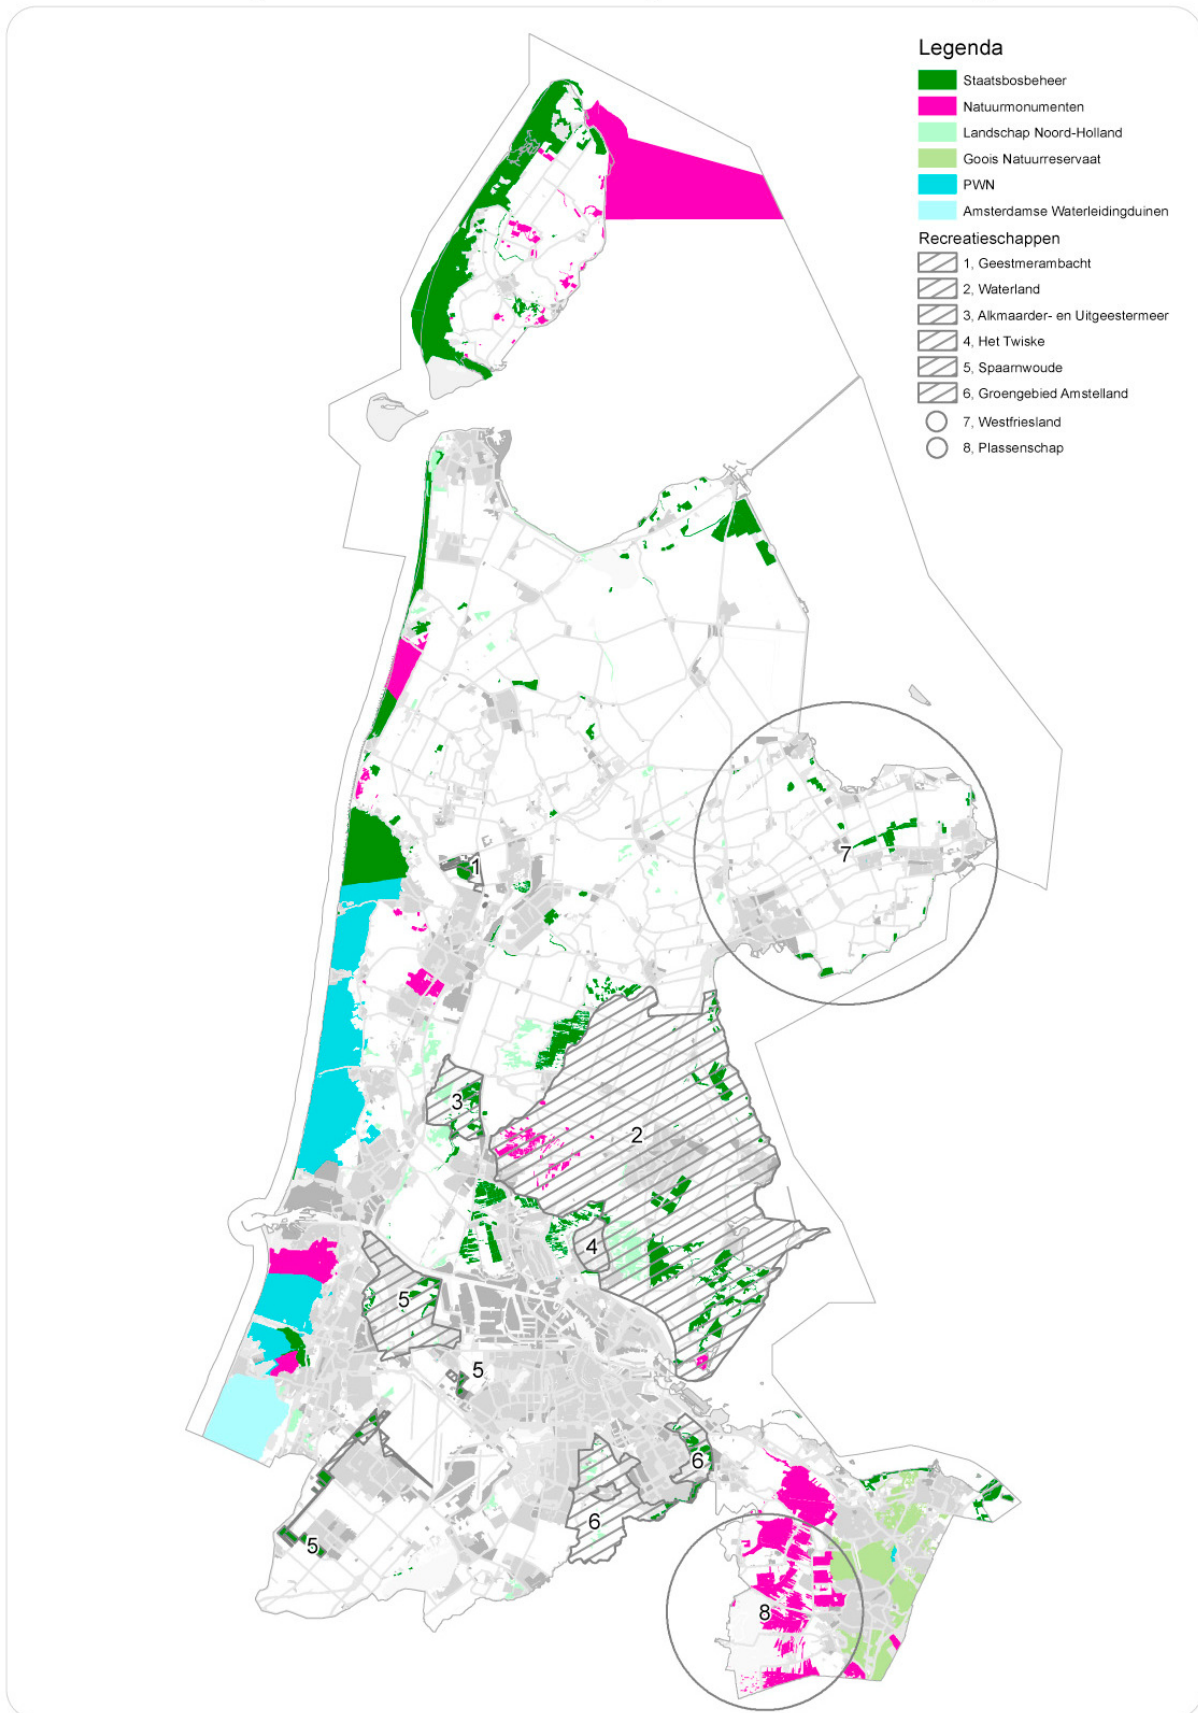 Legenda
Staatsbosbeheer
Natuurmonumenten
Landschap Noord-Holland
Goois Natuurreservaat
PWN
Amsterdamse Waterleidingduinen
Recreatieschappen
1, Geestmerambacht
2, Waterland
3, Alkmaarder- en Uitgeestermeer
4, Het Twiske
5, Spaarnwoude
6, Groengebied Amstelland
7, Westfriesland
8, Plassenschap
7
1
3
2
4
5
5
6
6
5
8